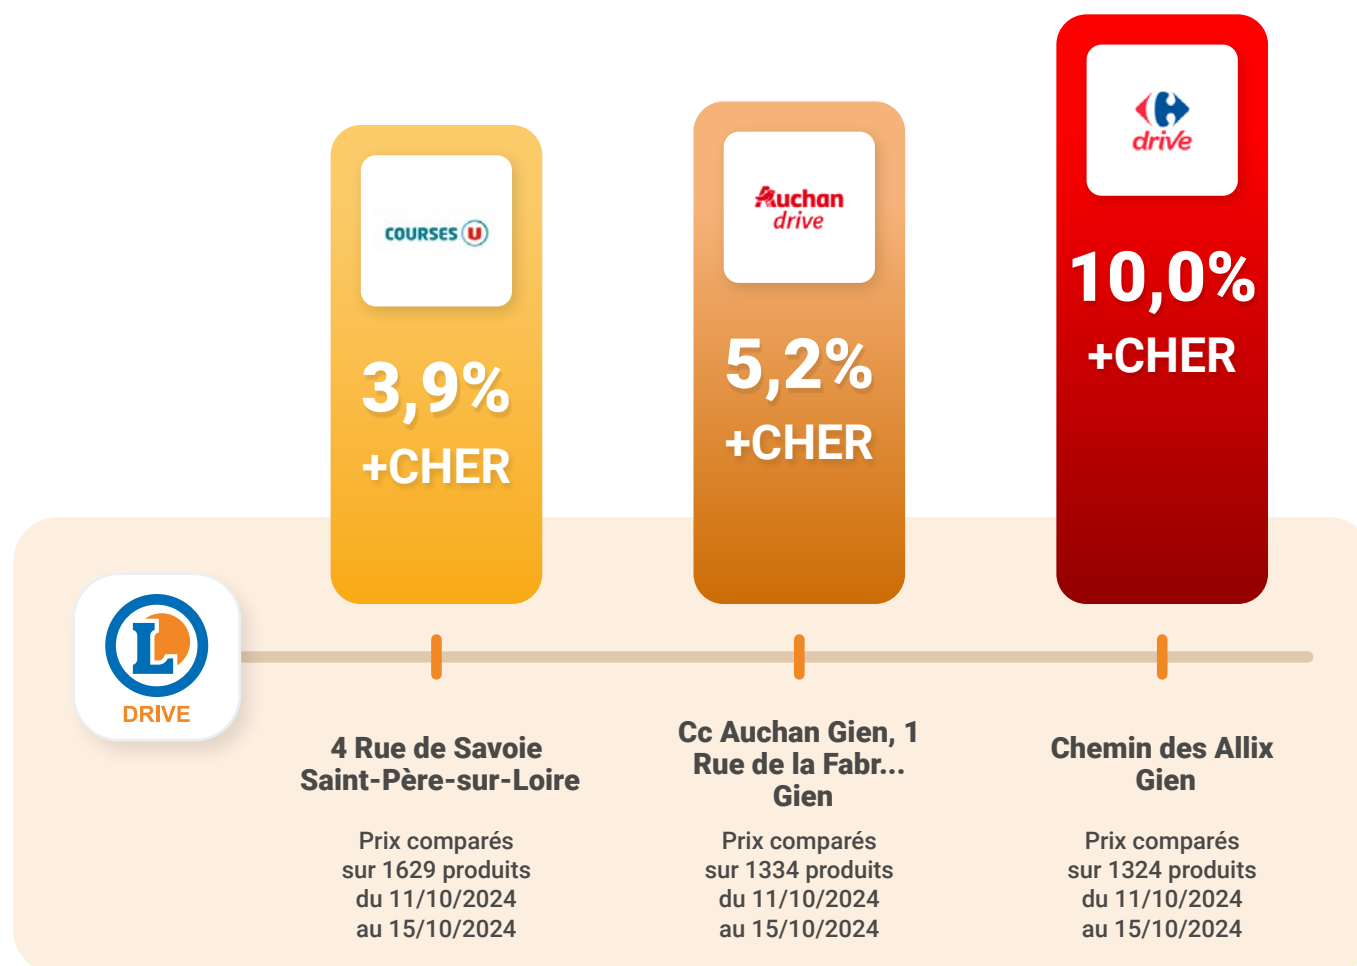 COURSES U
3,9%
+CHER
Auchan
drive
5,2%
+CHER
drive
10,0%
+CHER
L
DRIVE
4 Rue de Savoie
Saint-Père-sur-Loire
Prix comparés
sur 1629 produits
du 11/10/2024
au 15/10/2024
Cc Auchan Gien, 1
Rue de la Fabr...
Gien
Prix comparés
sur 1334 produits
du 11/10/2024
au 15/10/2024
Chemin des Allix
Gien
Prix comparés
sur 1324 produits
du 11/10/2024
au 15/10/2024